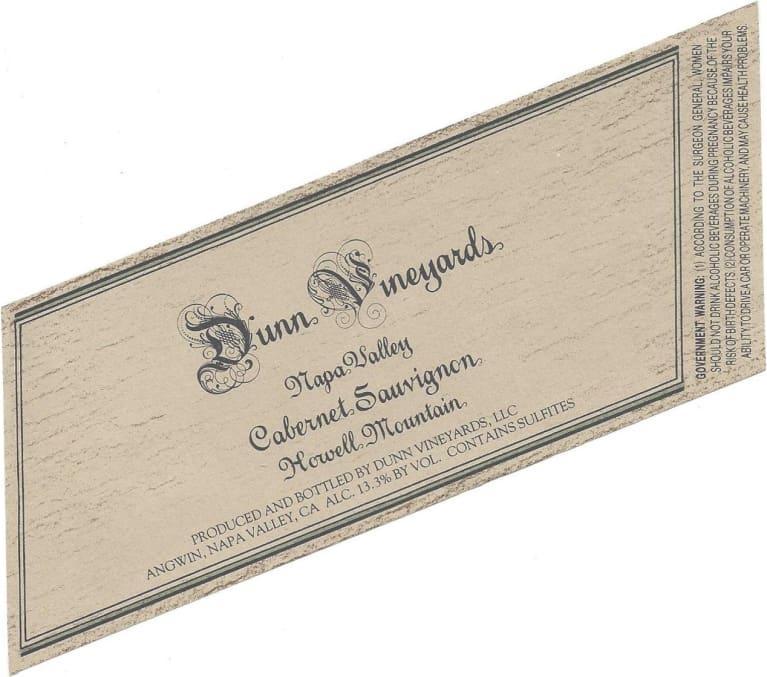 Dunn Vineyards
Napa Valley
Cabernet Sauvignon
Howell Mountain
PRODUCED AND BOTTLED BY DUNN VINEYARDS, LLC
ANGWIN, NAPA VALLEY, CA ALC. 13.3% BY VOL. CONTAINS SULFITES
GOVERNMENT WARNING: (1) ACCORDING TO THE SURGEON GENERAL, WOMEN
SHOULD NOT DRINK ALCOHOLIC BEVERAGES DURING PREGNANCY BECAUSE OF THE
RISK OF BIRTH DEFECTS. (2) CONSUMPTION OF ALCOHOLIC BEVERAGES IMPAIRS YOUR
ABILITY TO DRIVE A CAR OR OPERATE MACHINERY, AND MAY CAUSE HEALTH PROBLEMS.